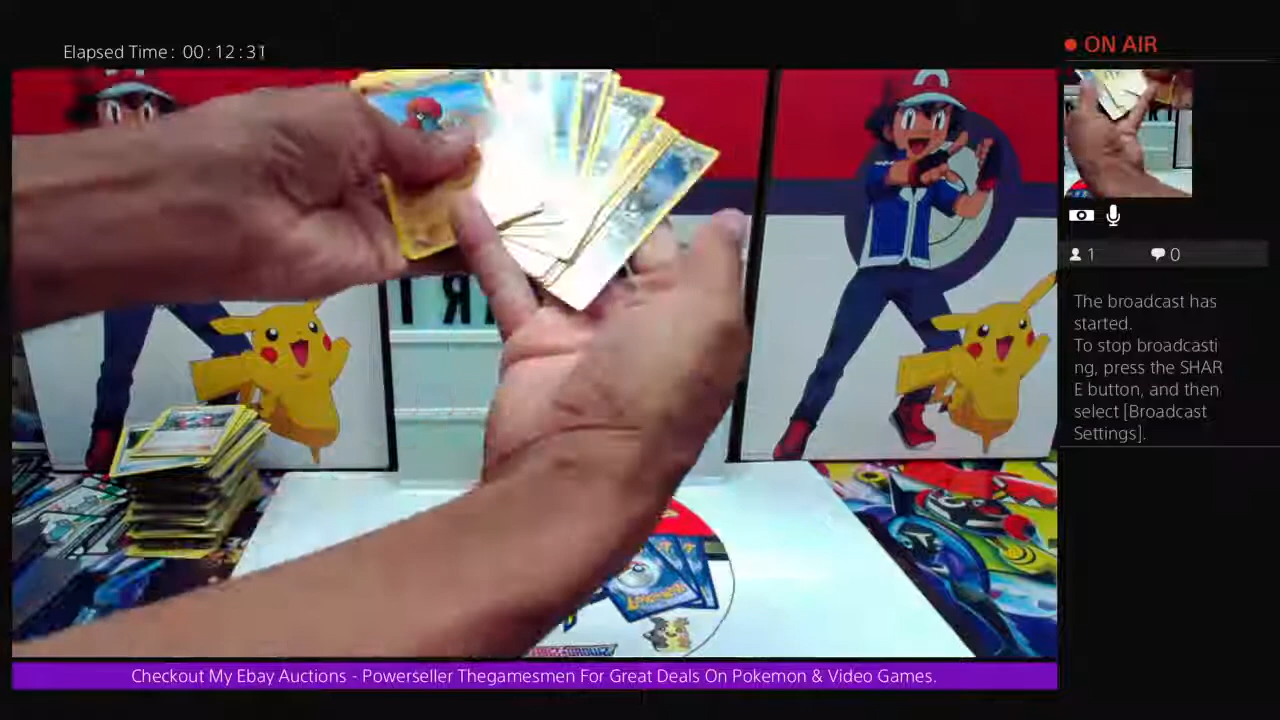 Elapsed Time: 00:12:31
ON AIR
1
0
The broadcast has
started.
To stop broadcasti
ng, press the SHAR
E button, and then
select [Broadcast
Settings].
Checkout My Ebay Auctions - Powerseller Thegamesmen For Great Deals On Pokemon & Video Games.